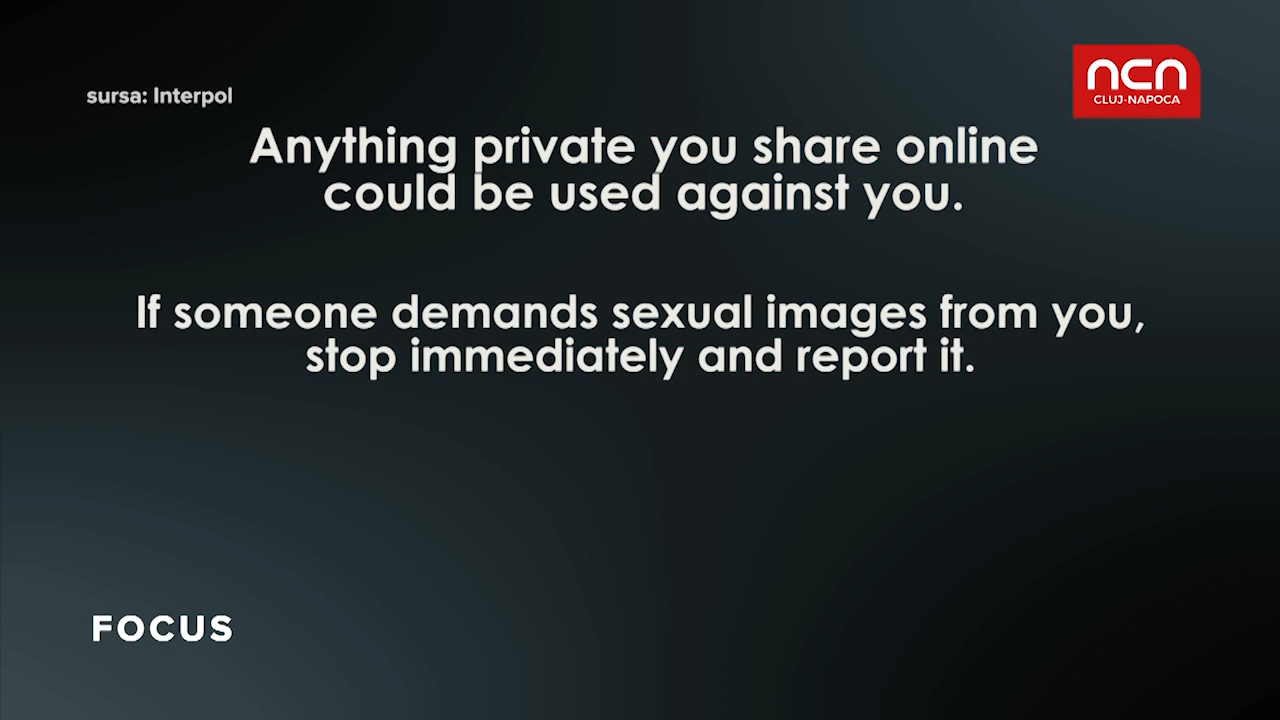 sursa: Interpol
ncn
CLUJ-NAPOCA
Anything private you share online
could be used against you.
If someone demands sexual images from you,
stop immediately and report it.
FOCUS